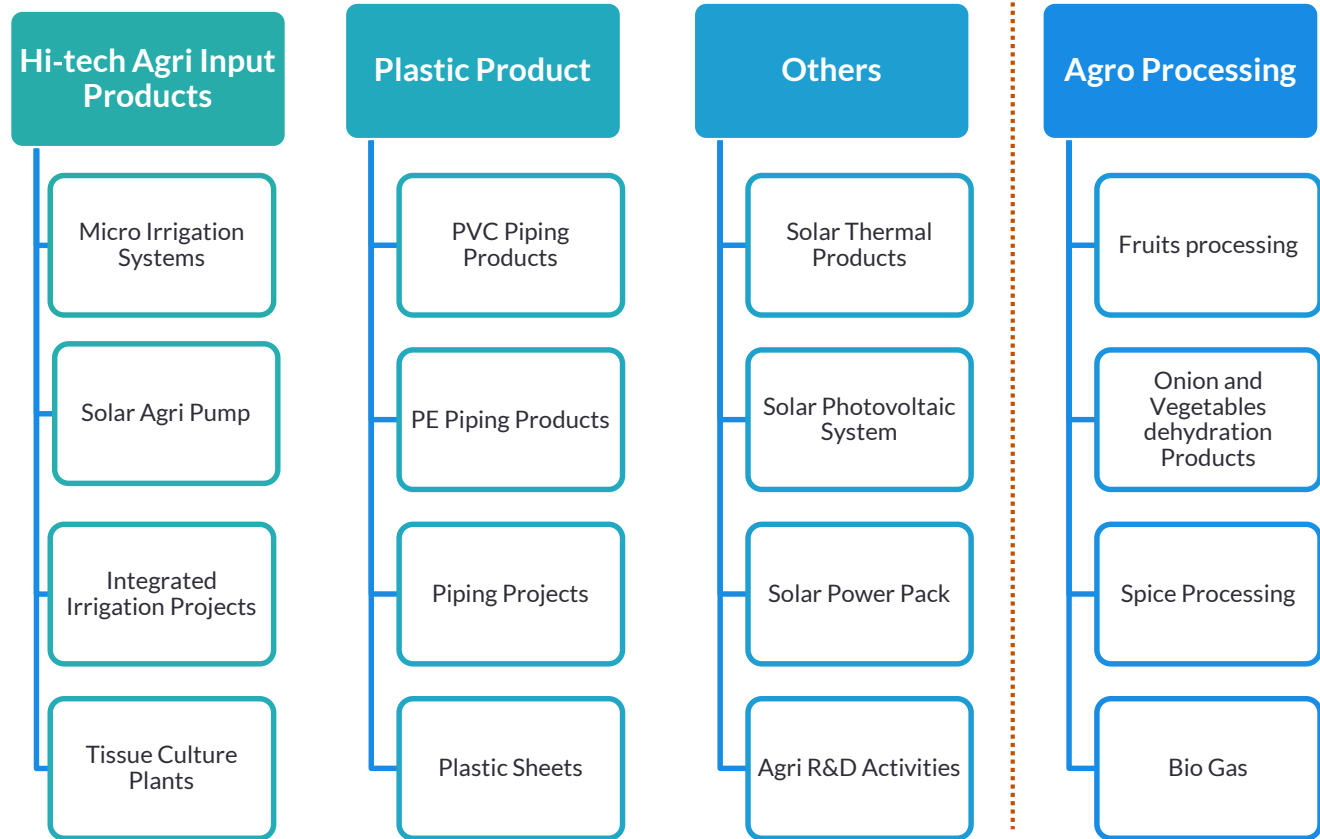 Hi-tech Agri Input
Products
Micro Irrigation
Systems
Solar Agri Pump
Integrated
Irrigation Projects
Tissue Culture
Plants
Plastic Product
PVC Piping
Products
PE Piping Products
Piping Projects
Plastic Sheets
Others
Solar Thermal
Products
Solar Photovoltaic
System
Solar Power Pack
Agri R&D Activities
Agro Processing
Fruits processing
Onion and
Vegetables
dehydration
Products
Spice Processing
Bio Gas